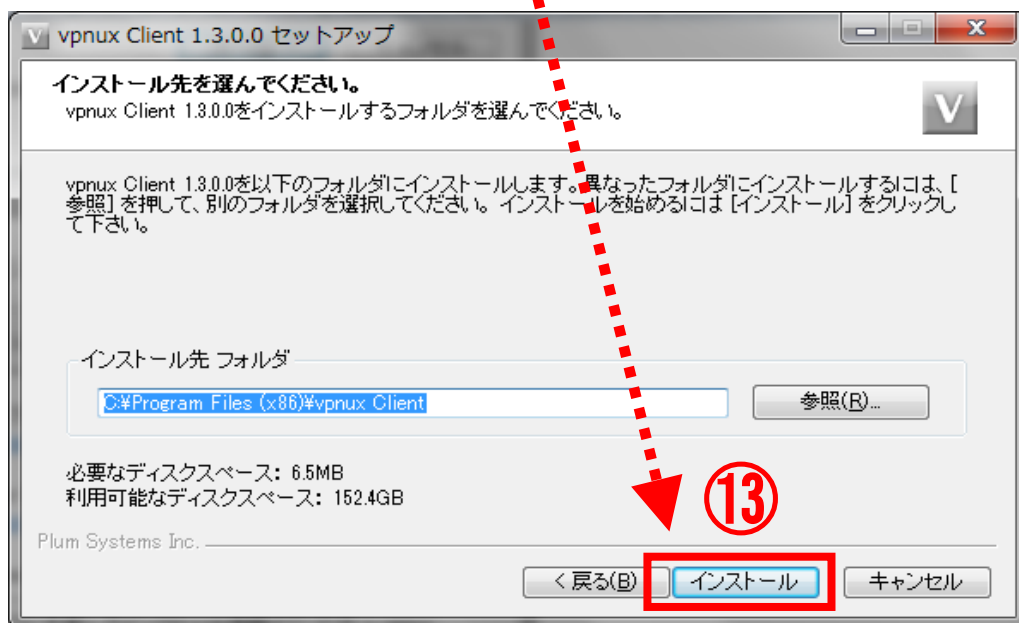 V vpnux Client 1.3.0.0 セットアップ
インストール先を選んでください。
vpnux Client 1.3.0.0をインストールするフォルダを選んでください。
V
vpnux Client 1.3.0.0を以下のフォルダにインストールします。異なったフォルダにインストールするには、[
参照] を押して、別のフォルダを選択してください。 インストールを始めるには [インストール] をクリックし
て下さい。
インストール先 フォルダ
C:¥Program Files (x86)¥vpnux Client
参照(R)...
必要なディスクスペース: 6.5MB
利用可能なディスクスペース: 152.4GB
⑬
Plum Systems Inc.
< 戻る(B)
インストール
キャンセル